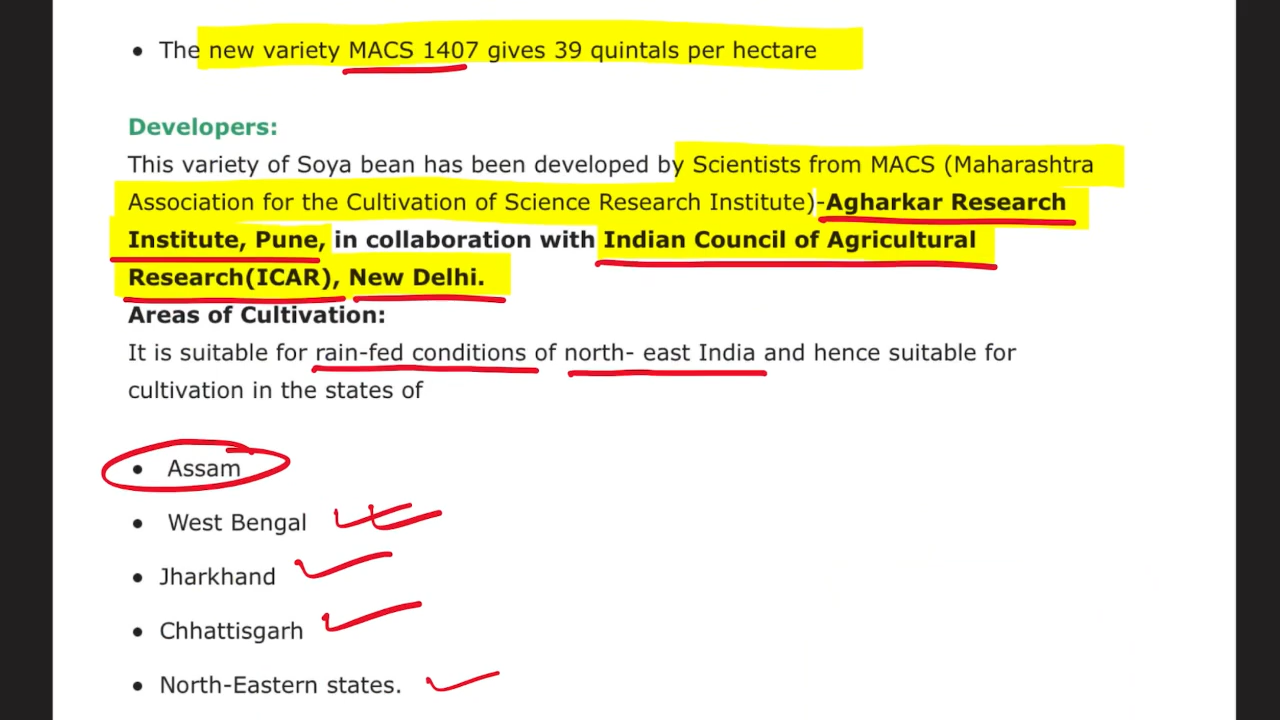 • The new variety MACS 1407 gives 39 quintals per hectare
Developers:
This variety of Soya bean has been developed by Scientists from MACS (Maharashtra
Association for the Cultivation of Science Research Institute)-Agharkar Research
Institute, Pune, in collaboration with Indian Council of Agricultural
Research(ICAR), New Delhi.
Areas of Cultivation:
It is suitable for rain-fed conditions of north- east India and hence suitable for
cultivation in the states of
• Assam
• West Bengal
• Jharkhand
• Chhattisgarh
• North-Eastern states.